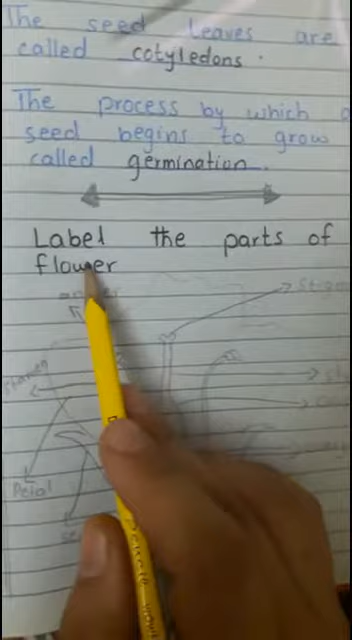 The seed leaves are
called cotyledons.
The process by which a
seed begins to grow
called germination.
Label the parts of
flower
Stamen
Petal